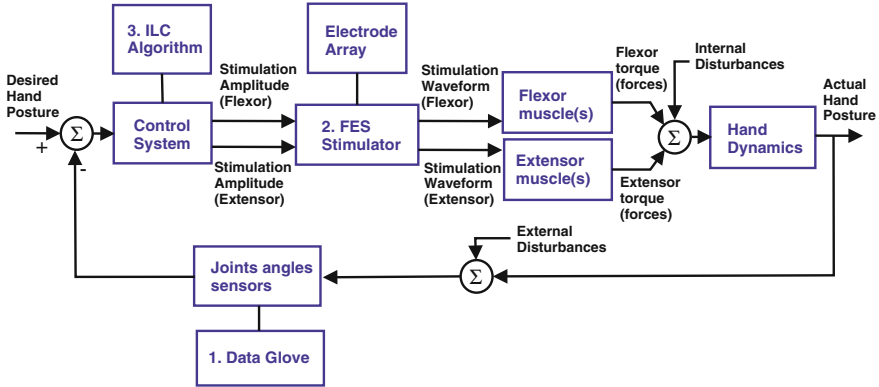 3. ILC
Algorithm
Electrode
Array
Desired
Hand
Posture
+
Σ
-
Control
System
Stimulation
Amplitude
(Flexor)
Stimulation
Amplitude
(Extensor)
2. FES
Stimulator
Stimulation
Waveform
(Flexor)
Stimulation
Waveform
(Extensor)
Flexor
muscle(s)
Extensor
muscle(s)
Flexor
torque
(forces)
Extensor
torque
(forces)
Internal
Disturbances
Σ
Hand
Dynamics
Actual
Hand
Posture
External
Disturbances
Σ
Joints angles
sensors
1. Data Glove